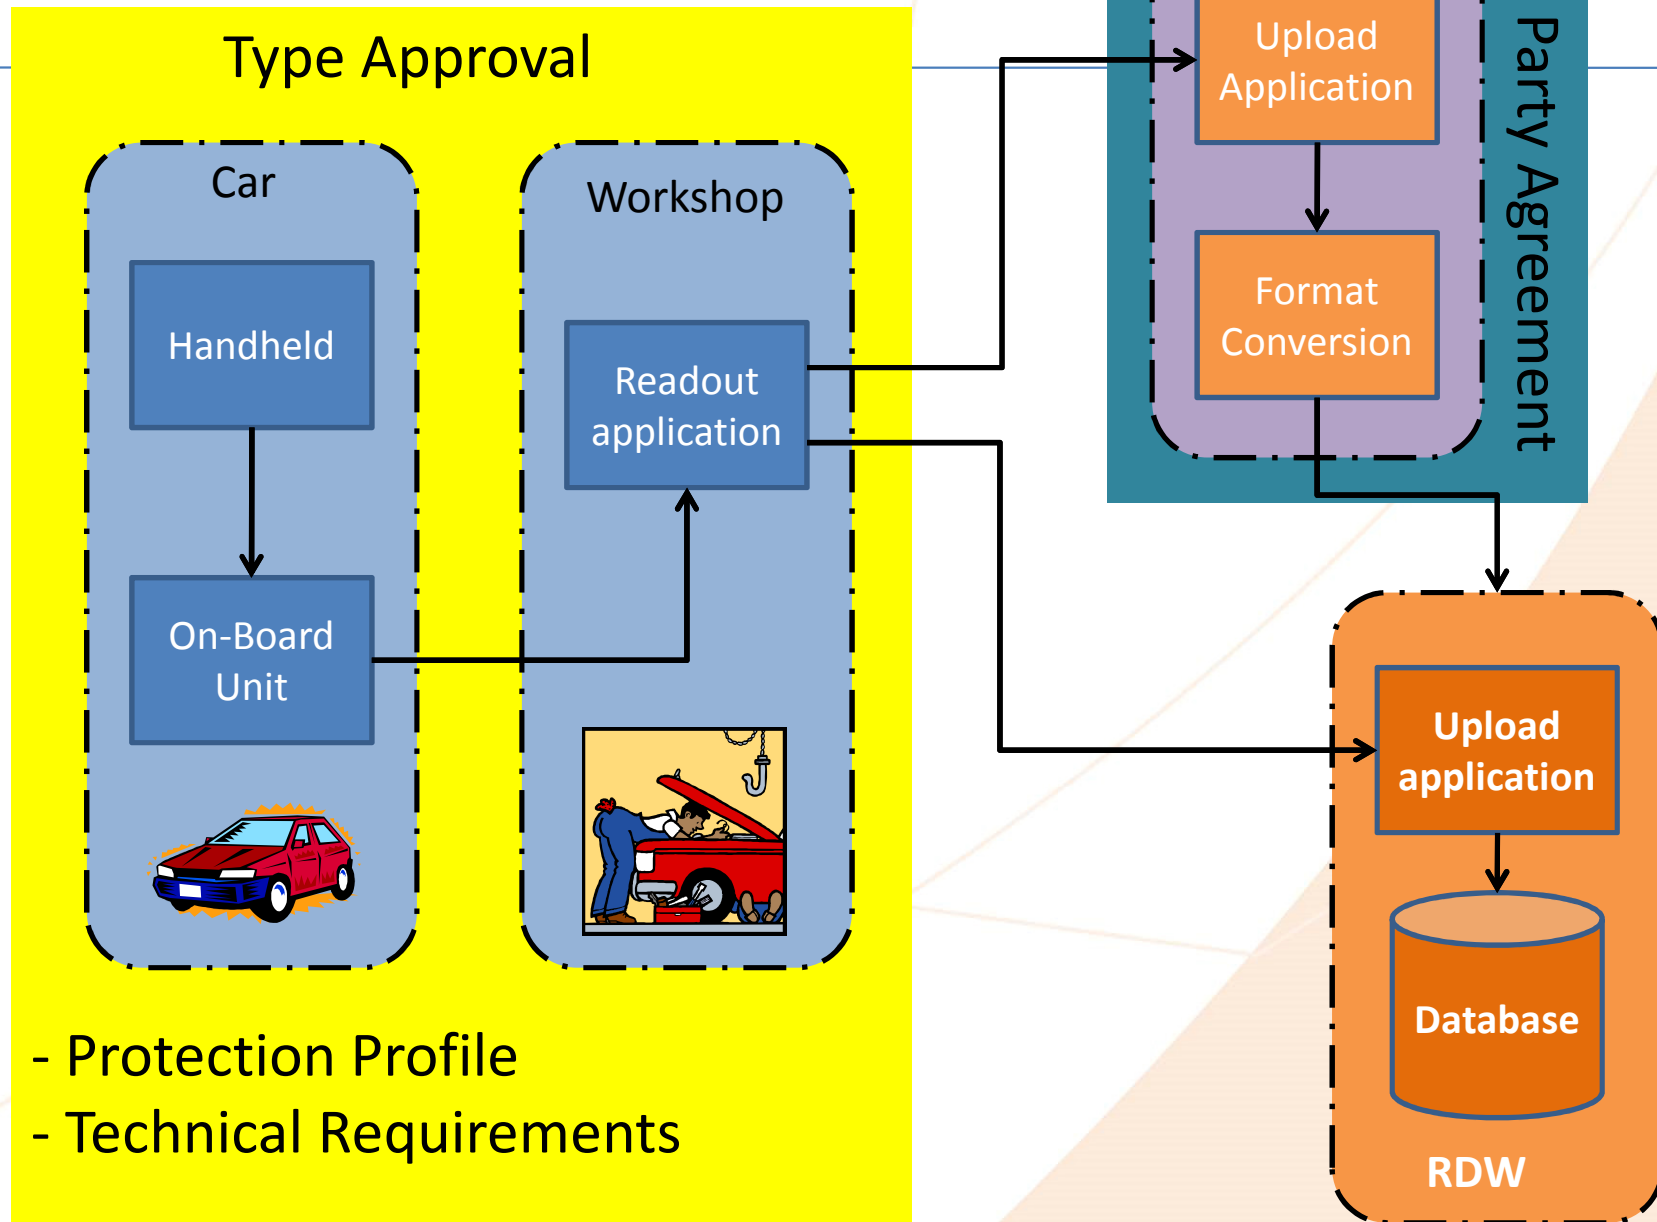 Type Approval
Car
Handheld
On-Board
Unit
Workshop
Readout
application
- Protection Profile
- Technical Requirements
Upload
Application
Format
Conversion
Party Agreement
Upload
application
Database
RDW